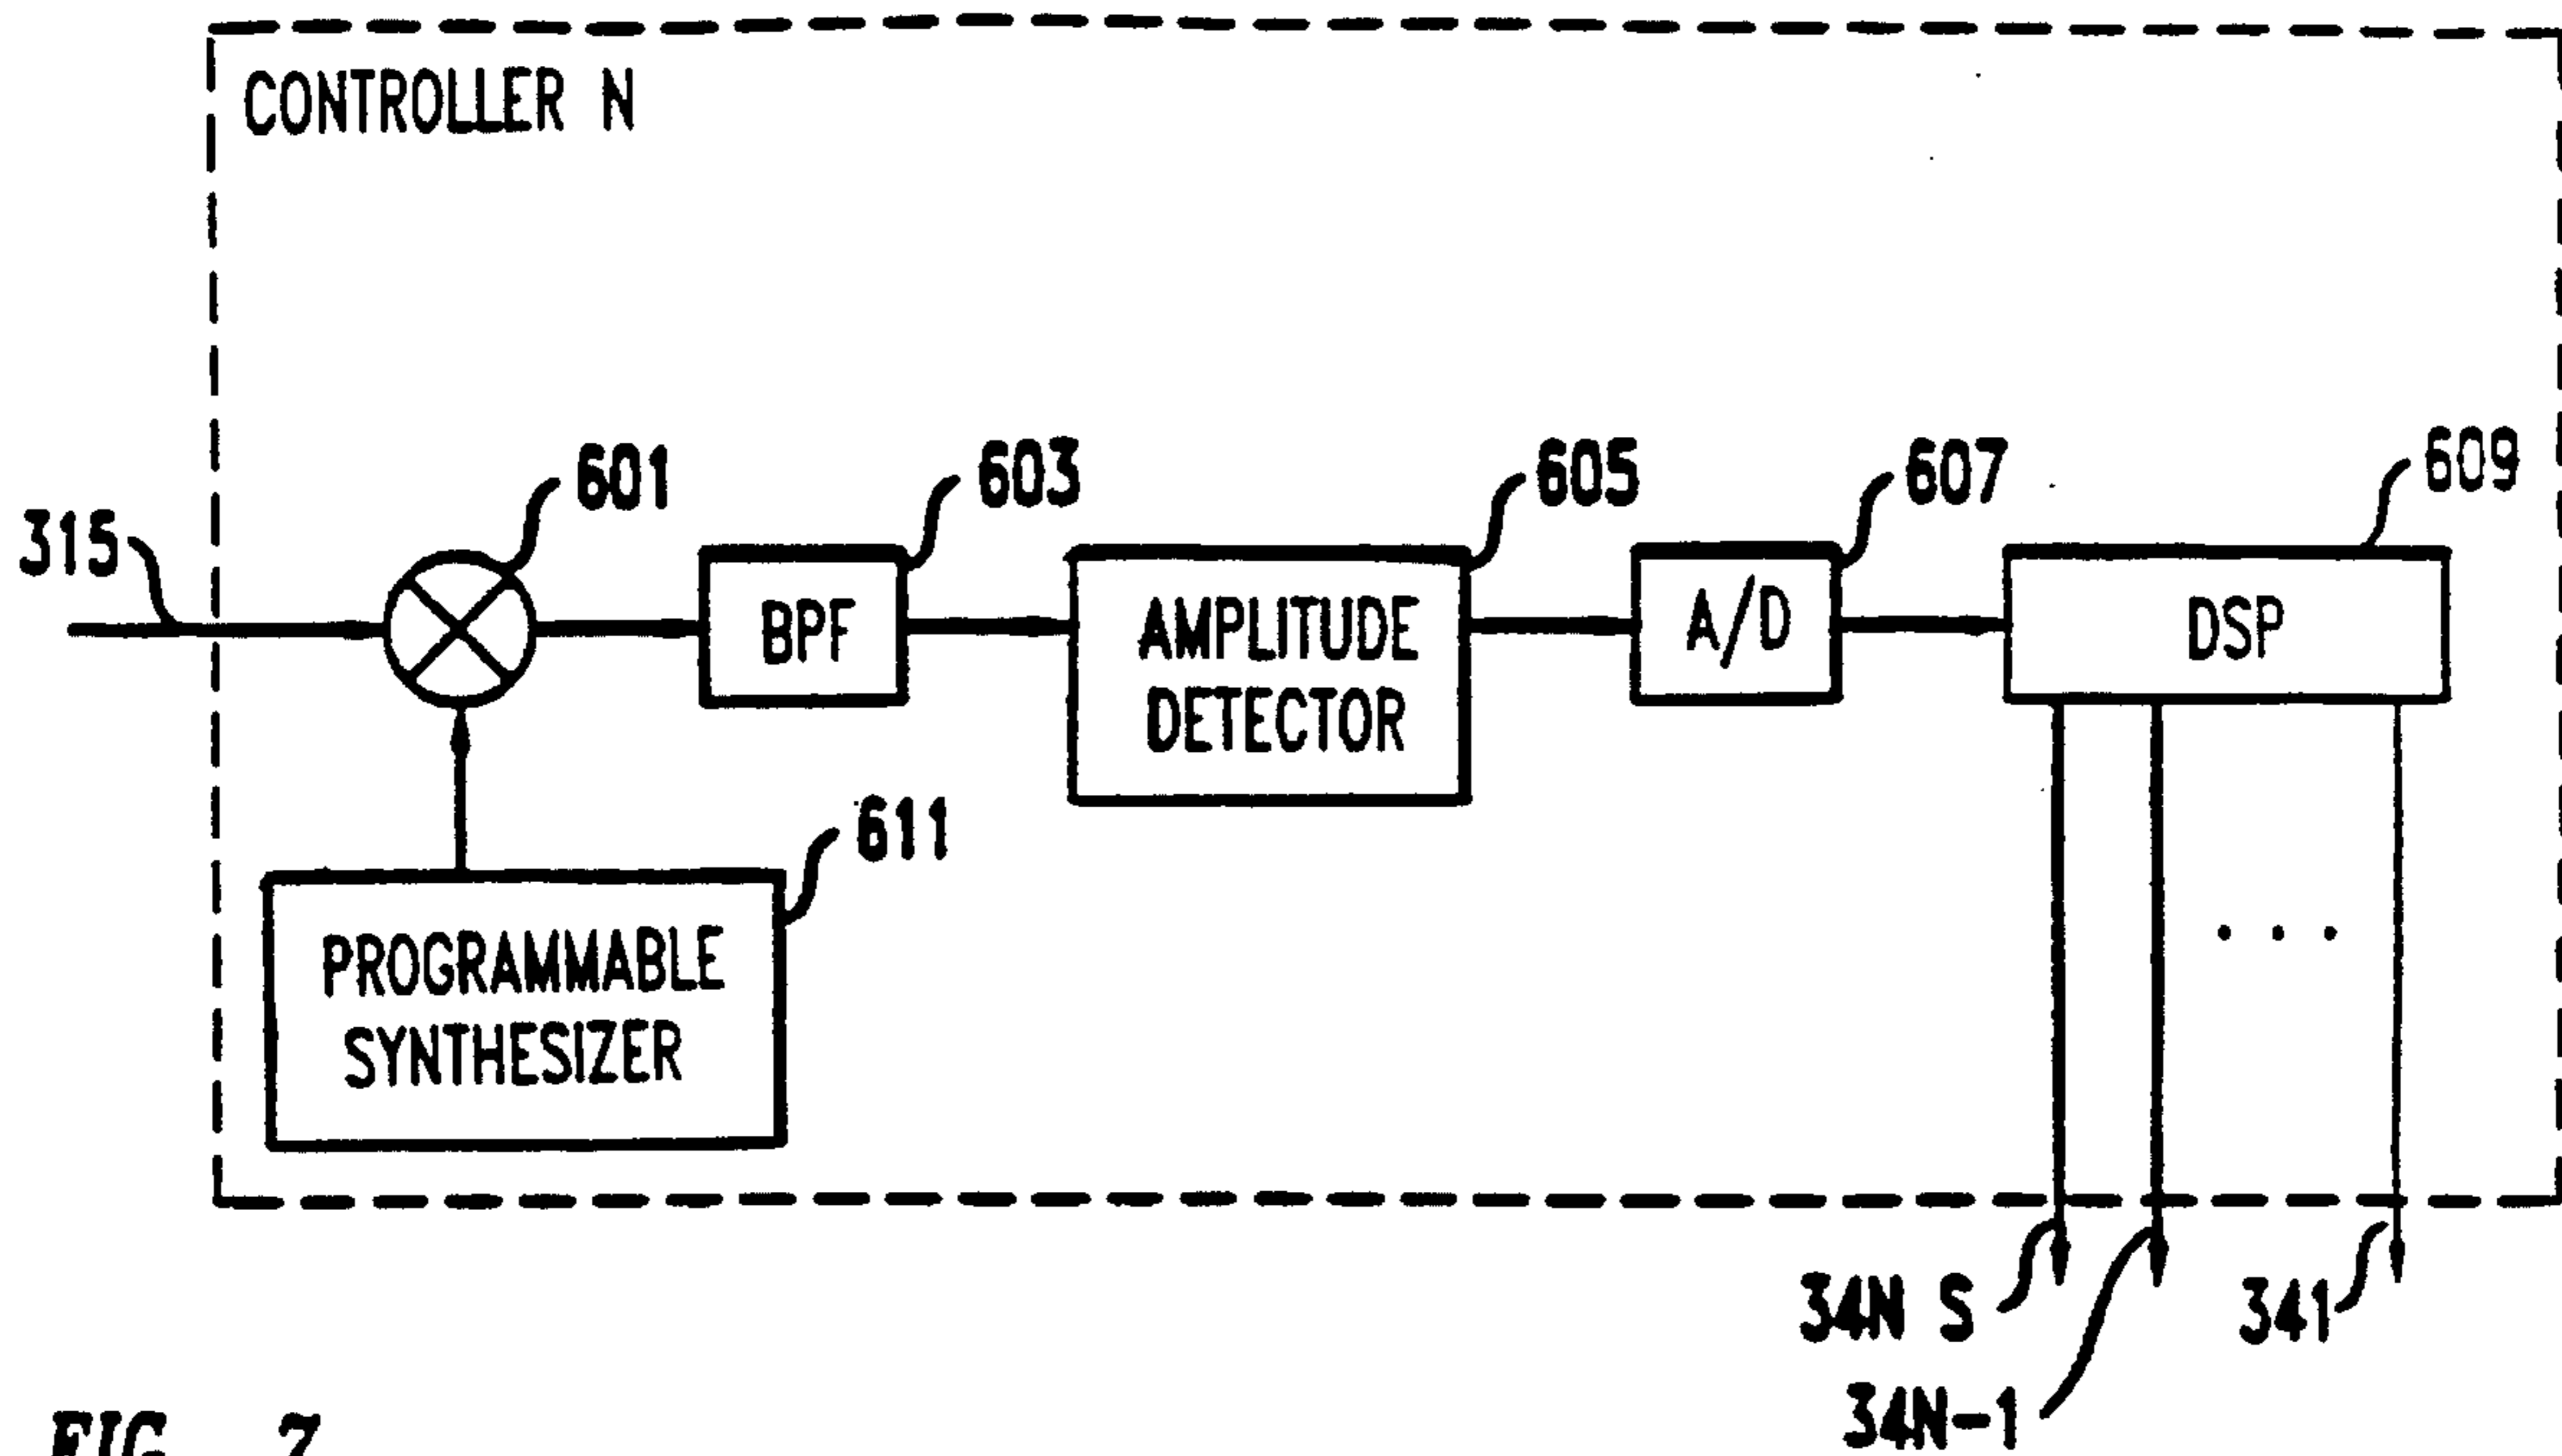 CONTROLLER N
315
601
603
605
607
609
BPF
AMPLITUDE
DETECTOR
A/D
DSP
611
PROGRAMMABLE
SYNTHESIZER
34N S
34N-1
341
FIG. 7